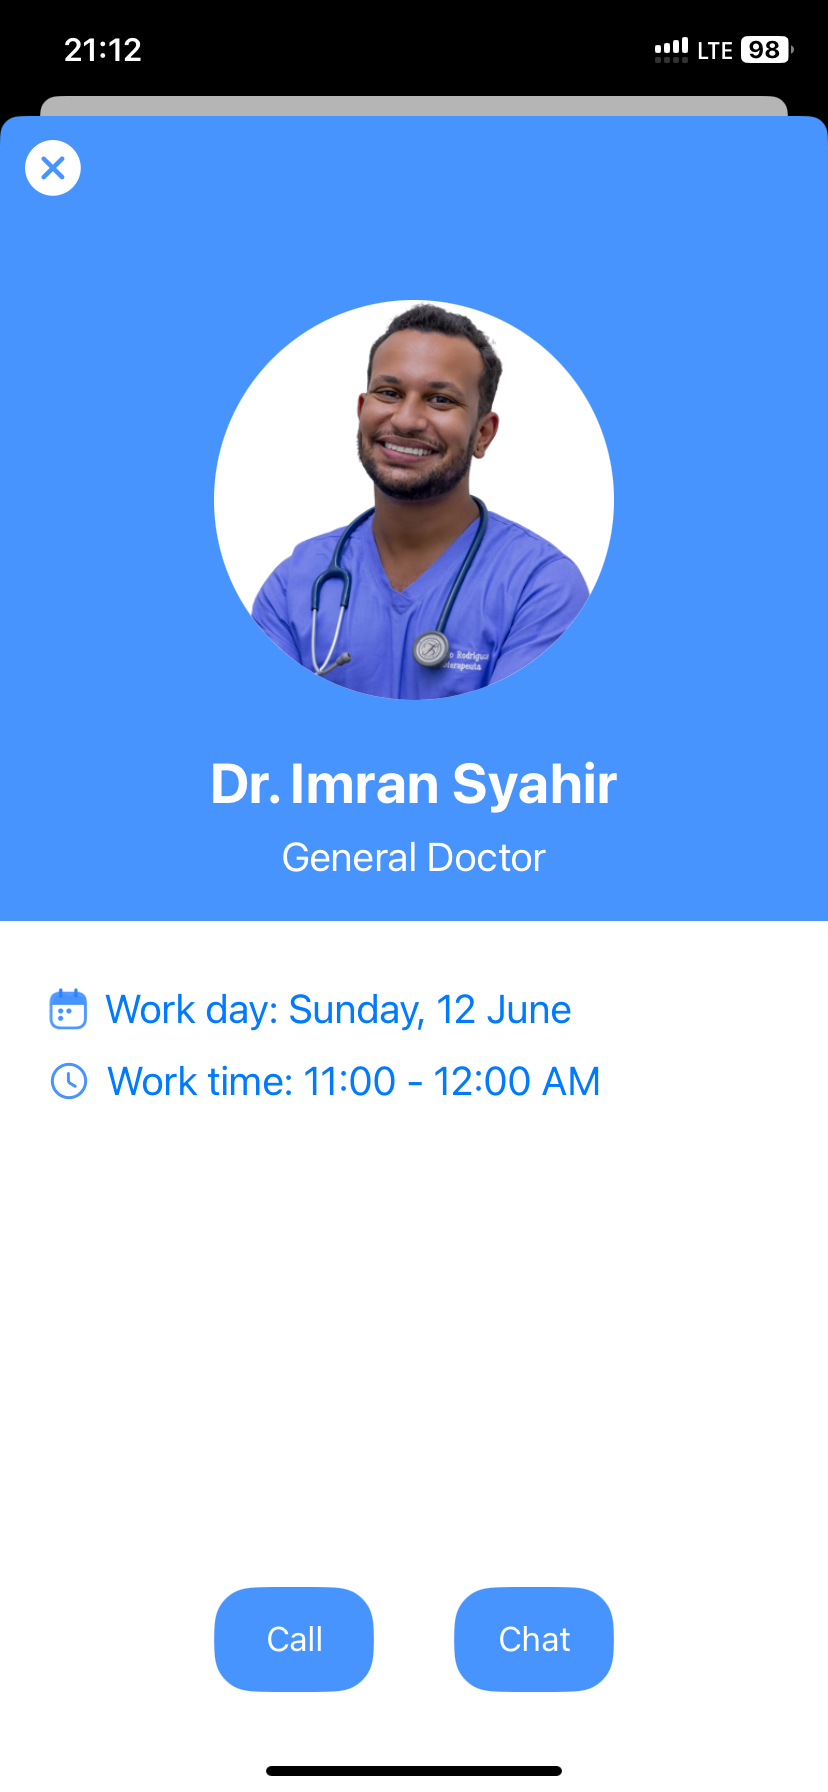 21:12
LTE 98
o Rodrigues
Dr. Imran Syahir
General Doctor
Work day: Sunday, 12 June
Work time: 11:00 - 12:00 AM
Call
Chat